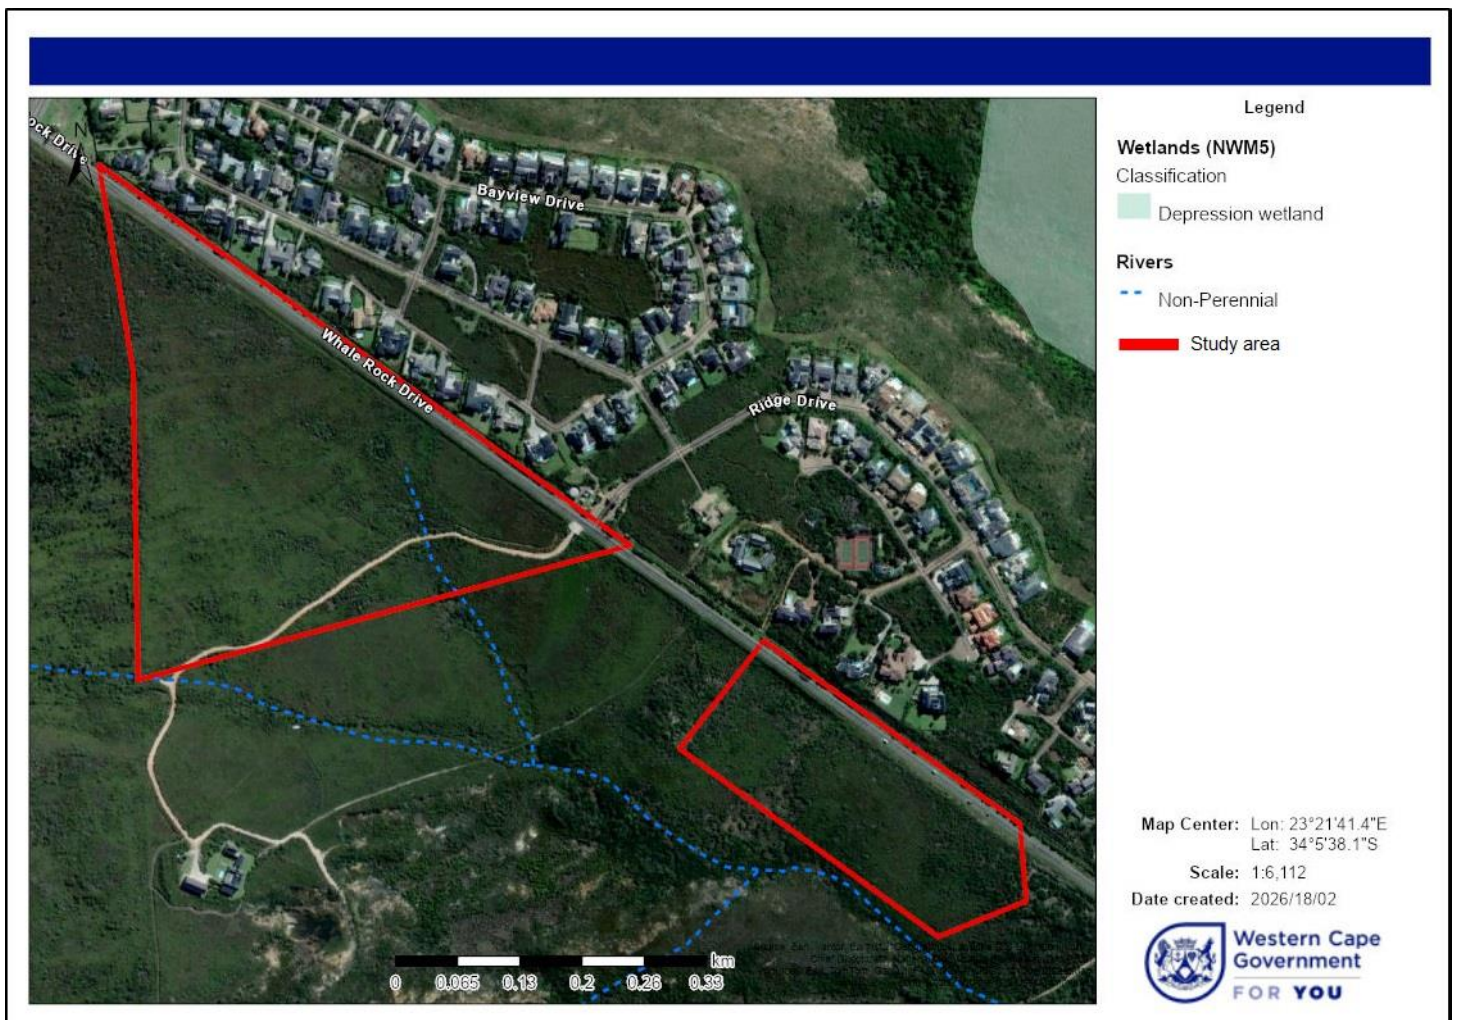 ock Drive
N
Bayview Drive
Whale Rock Drive
Ridge Drive
km
0 0.065 0.13 0.2 0.26 0.33
Legend
Wetlands (NWM5)
Classification
Depression wetland
Rivers
Non-Perennial
Study area
Map Center: Lon: 23°21'41.4"E
Lat: 34°5'38.1"S
Scale: 1:6,112
Date created: 2026/18/02
Western Cape
Government
FOR YOU